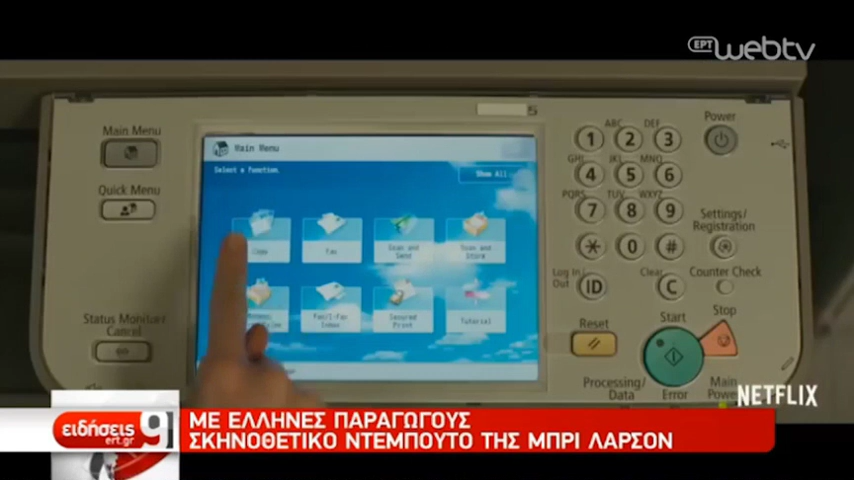 ΕΡΤ webtv
S
Main Menu
Quick Menu
Status Monitor/
Cancel
Main Menu
Select a function.
Show All
Copy
Fax
Scan and
Send
Scan and
Store
Fax/I-Fax
Inbox
Secured
Print
Tutorial
ABC DEF
1 2 3
GHI JKL MNO
4 5 6
PQRS TUV WXYZ
7 8 9
* 0 #
Log In/
Out
ID
Clear
C
Power
Settings/
Registration
Counter Check
Stop
Start
Reset
Processing/
Data
Error
Main
Power
NETFLIX
ειδήσεις
ert.gr
9
ΜΕ ΕΛΛΗΝΕΣ ΠΑΡΑΓΩΓΟΥΣ
ΣΚΗΝΟΘΕΤΙΚΟ ΝΤΕΜΠΟΥΤΟ ΤΗΣ ΜΠΡΙ ΛΑΡΣΟΝ